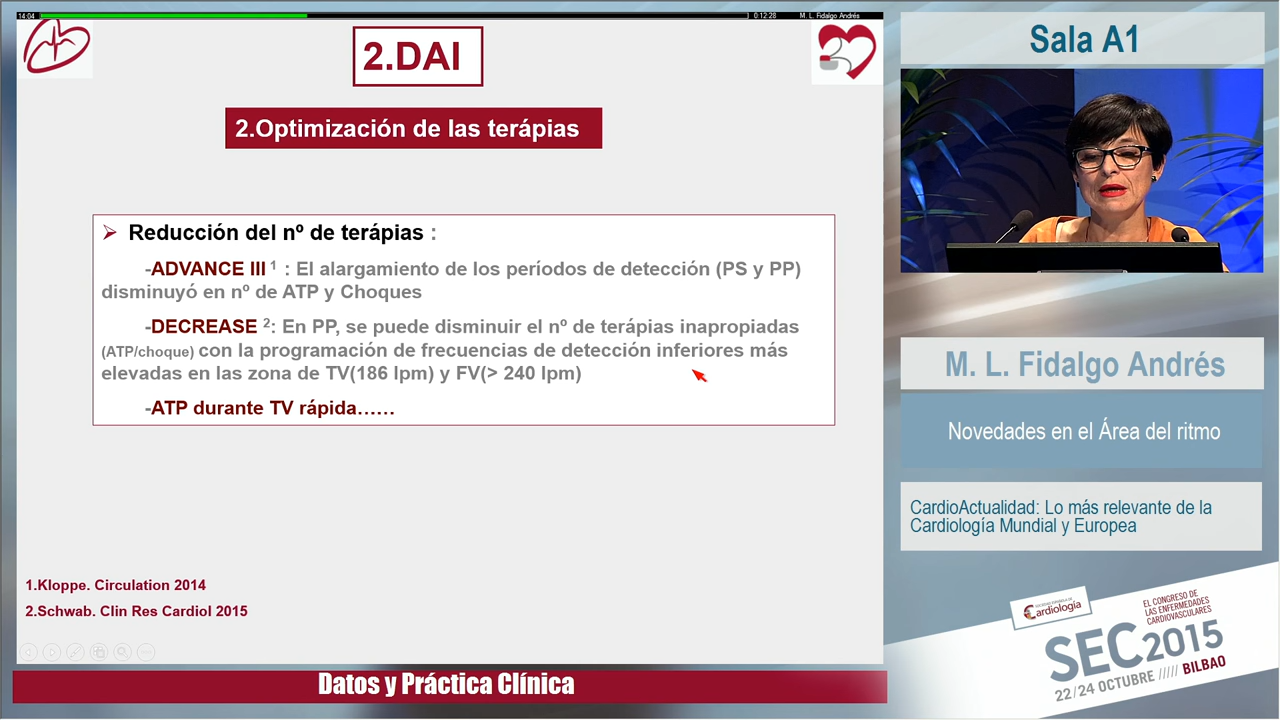 14:04
0:12:28
M. L. Fidalgo Andrés
2.DAI
2.Optimización de las terápias
➢ Reducción del nº de terápias :
-ADVANCE III 1 : El alargamiento de los períodos de detección (PS y PP)
disminuyó en nº de ATP y Choques
-DECREASE 2: En PP, se puede disminuir el nº de terápias inapropiadas
(ATP/choque) con la programación de frecuencias de detección inferiores más
elevadas en las zona de TV(186 lpm) y FV(> 240 lpm)
-ATP durante TV rápida……
1.Kloppe. Circulation 2014
2.Schwab. Clin Res Cardiol 2015
Datos y Práctica Clínica
Sala A1
M. L. Fidalgo Andrés
Novedades en el Área del ritmo
CardioActualidad: Lo más relevante de la
Cardiología Mundial y Europea
SOCIEDAD ESPAÑOLA DE
Cardiología
EL CONGRESO
DE LAS ENFERMEDADES
CARDIOVASCULARES
SEC2015
22/24 OCTUBRE ///// BILBAO